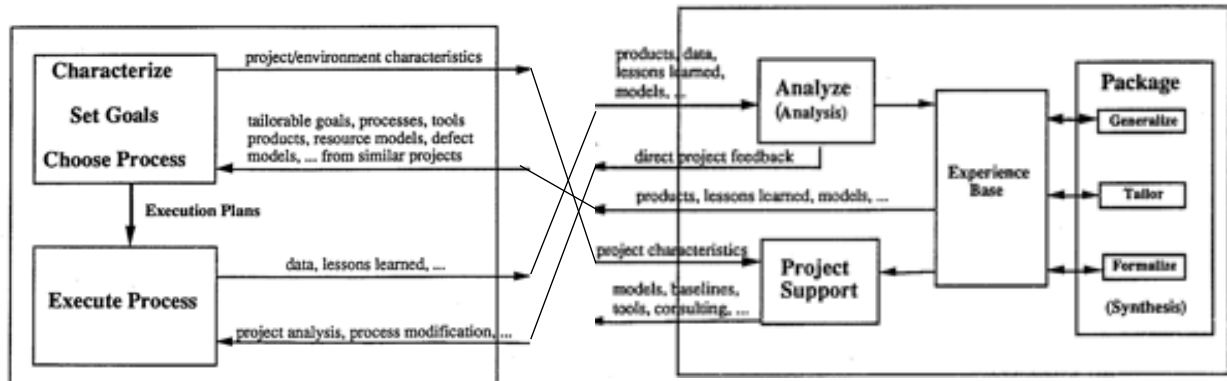 Characterize
Set Goals
Choose Process
project/environment characteristics
tailorable goals, processes, tools
products, resource models, defect
models, ... from similar projects
Execution Plans
Execute Process
data, lessons learned, ...
project analysis, process modification, ...
products, data,
lessons learned,
models, ...
Analyze
(Analysis)
direct project feedback
products, lessons learned, models, ...
project characteristics
models, baselines,
tools, consulting, ...
Project
Support
Experience
Base
Package
Generalize
Tailor
Formalize
(Synthesis)